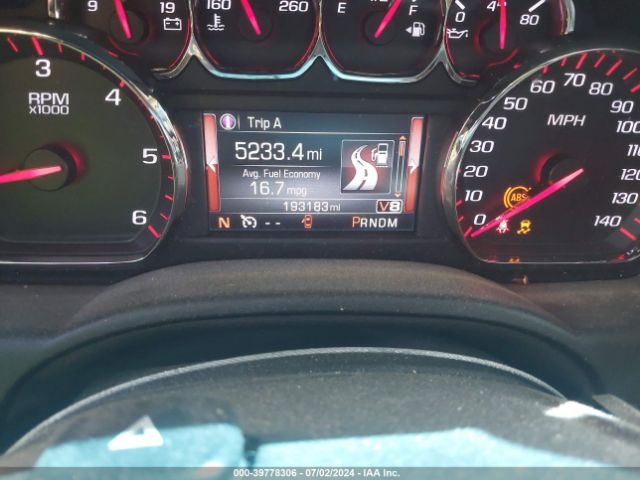 9 19
160 260
E F
0 40 80
3
4
5
6
RPM
x1000
Trip A
5233.4 mi
Avg. Fuel Economy
16.7 mpg
193183 mi
V8
N -- PRNDM
0 10 20 30 40 50 60 70 80 90 100 110 120 130 140
MPH
ABS
000-39778306 - 07/02/2024 - IAA Inc.